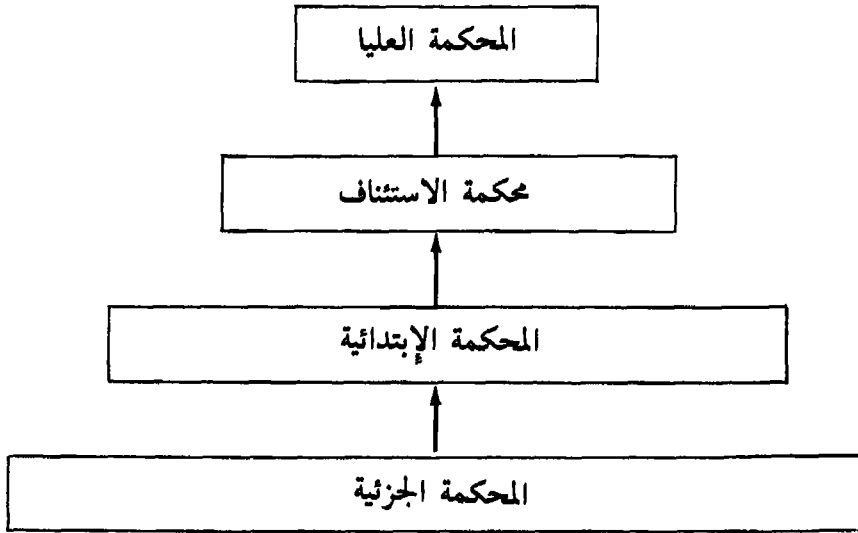 المحكمة العليا
محكمة الاستئناف
المحكمة الإبتدائية
المحكمة الجزئية